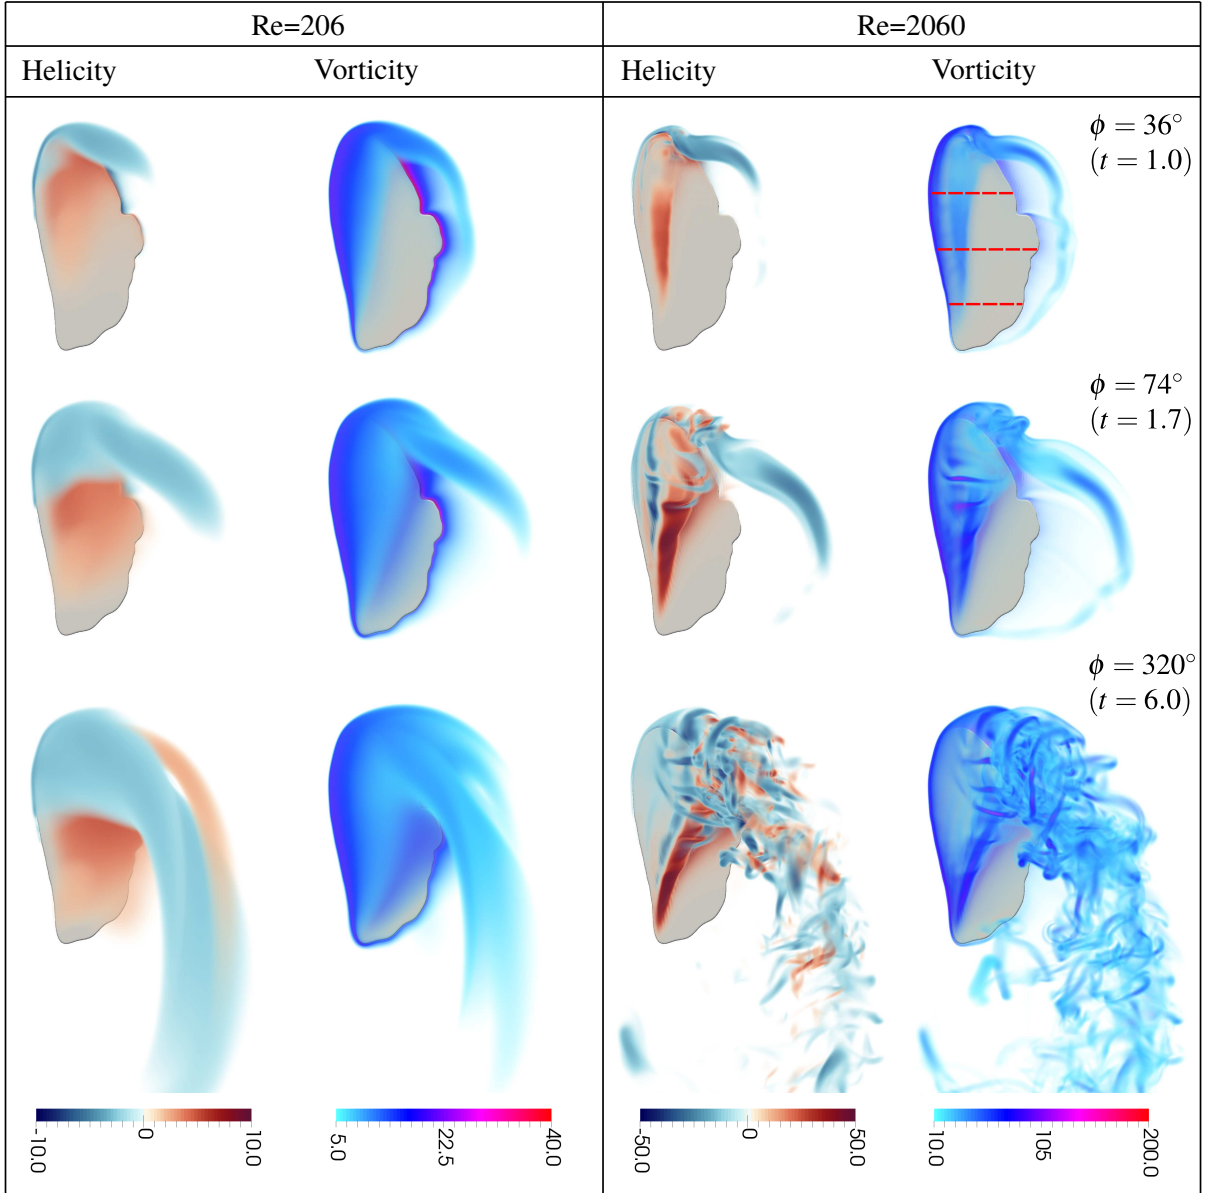 Re=206 Re=2060
Helicity Vorticity Helicity Vorticity
ϕ = 36°
(t = 1.0)
ϕ = 74°
(t = 1.7)
ϕ = 320°
(t = 6.0)
-10.0 0 10.0 5.0 22.5 40.0 -50.0 0 50.0 10.0 105 200.0